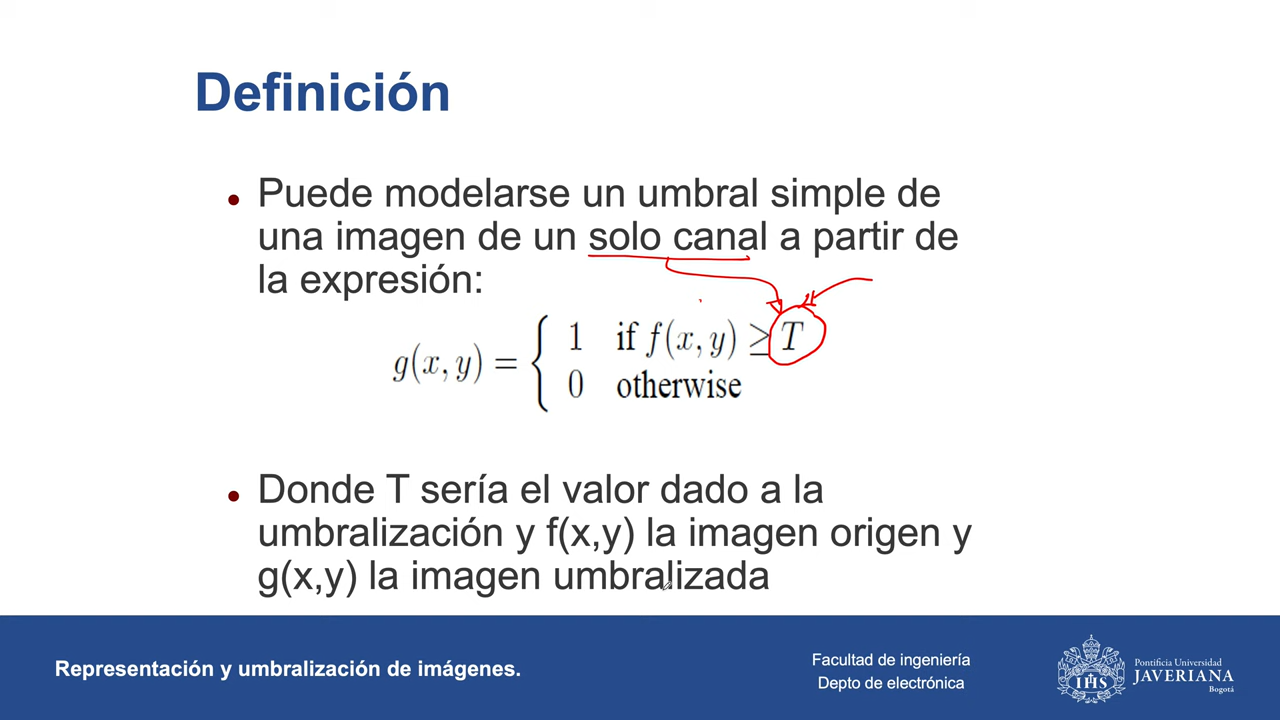 Definición
• Puede modelarse un umbral simple de
una imagen de un solo canal a partir de
la expresión:
g(x, y) = { 1 if f(x, y) ≥ T
0 otherwise
• Donde T sería el valor dado a la
umbralización y f(x,y) la imagen origen y
g(x,y) la imagen umbralizada
Representación y umbralización de imágenes.
Facultad de ingeniería
Depto de electrónica
IHS
Pontificia Universidad
JAVERIANA
Bogotá